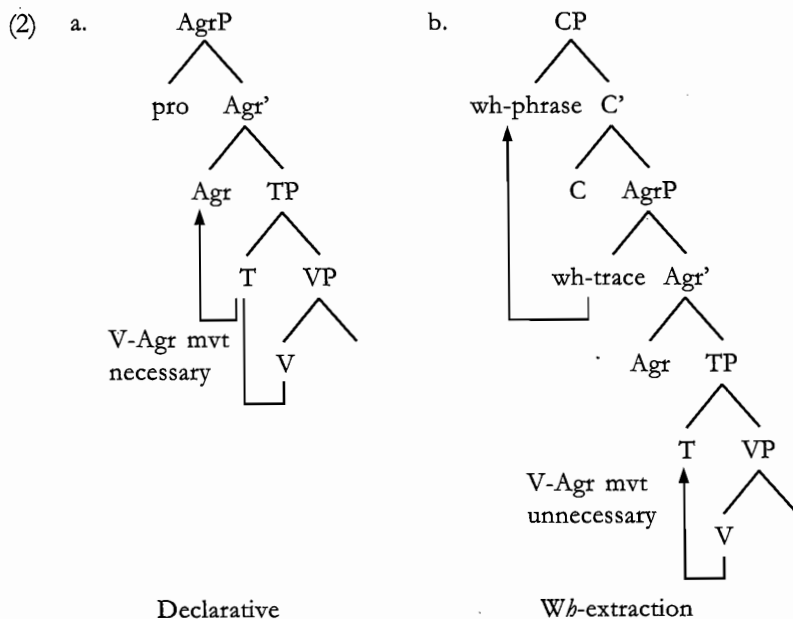 (2) a. AgrP b. CP
pro Agr' wh-phrase C'
Agr TP C AgrP
T VP wh-trace Agr'
V-Agr mvt
necessary
V Agr TP
T VP
V-Agr mvt
unnecessary
V
Declarative Wh-extraction